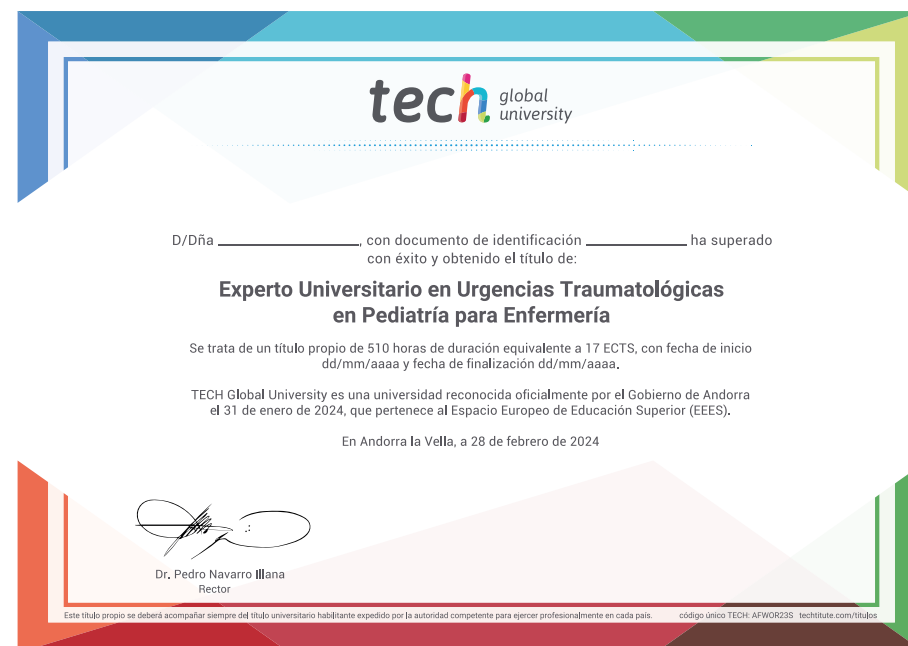 tech global university
D/Dña ________________, con documento de identificación ____________ ha superado
con éxito y obtenido el título de:
Experto Universitario en Urgencias Traumatológicas
en Pediatría para Enfermería
Se trata de un título propio de 510 horas de duración equivalente a 17 ECTS, con fecha de inicio
dd/mm/aaaa y fecha de finalización dd/mm/aaaa.
TECH Global University es una universidad reconocida oficialmente por el Gobierno de Andorra
el 31 de enero de 2024, que pertenece al Espacio Europeo de Educación Superior (EEES).
En Andorra la Vella, a 28 de febrero de 2024
Dr. Pedro Navarro Illana
Rector
Este título propio se deberá acompañar siempre del título universitario habilitante expedido por la autoridad competente para ejercer profesionalmente en cada país. código único TECH: AFWOR23S techtitute.com/titulos